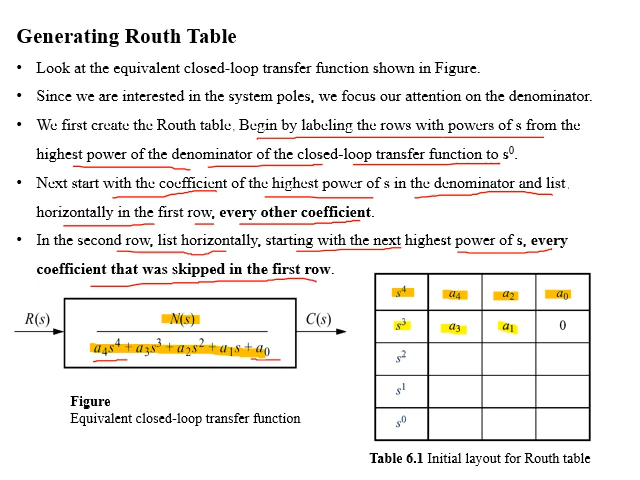 Generating Routh Table
• Look at the equivalent closed-loop transfer function shown in Figure.
• Since we are interested in the system poles, we focus our attention on the denominator.
• We first create the Routh table. Begin by labeling the rows with powers of s from the
highest power of the denominator of the closed-loop transfer function to s⁰.
• Next start with the coefficient of the highest power of s in the denominator and list,
horizontally in the first row, every other coefficient.
• In the second row, list horizontally, starting with the next highest power of s, every
coefficient that was skipped in the first row.
R(s) N(s) C(s)
a₄s⁴ + a₃s³ + a₂s² + a₁s + a₀
Figure
Equivalent closed-loop transfer function
s⁴ a₄ a₂ a₀
s³ a₃ a₁ 0
s²
s¹
s⁰
Table 6.1 Initial layout for Routh table